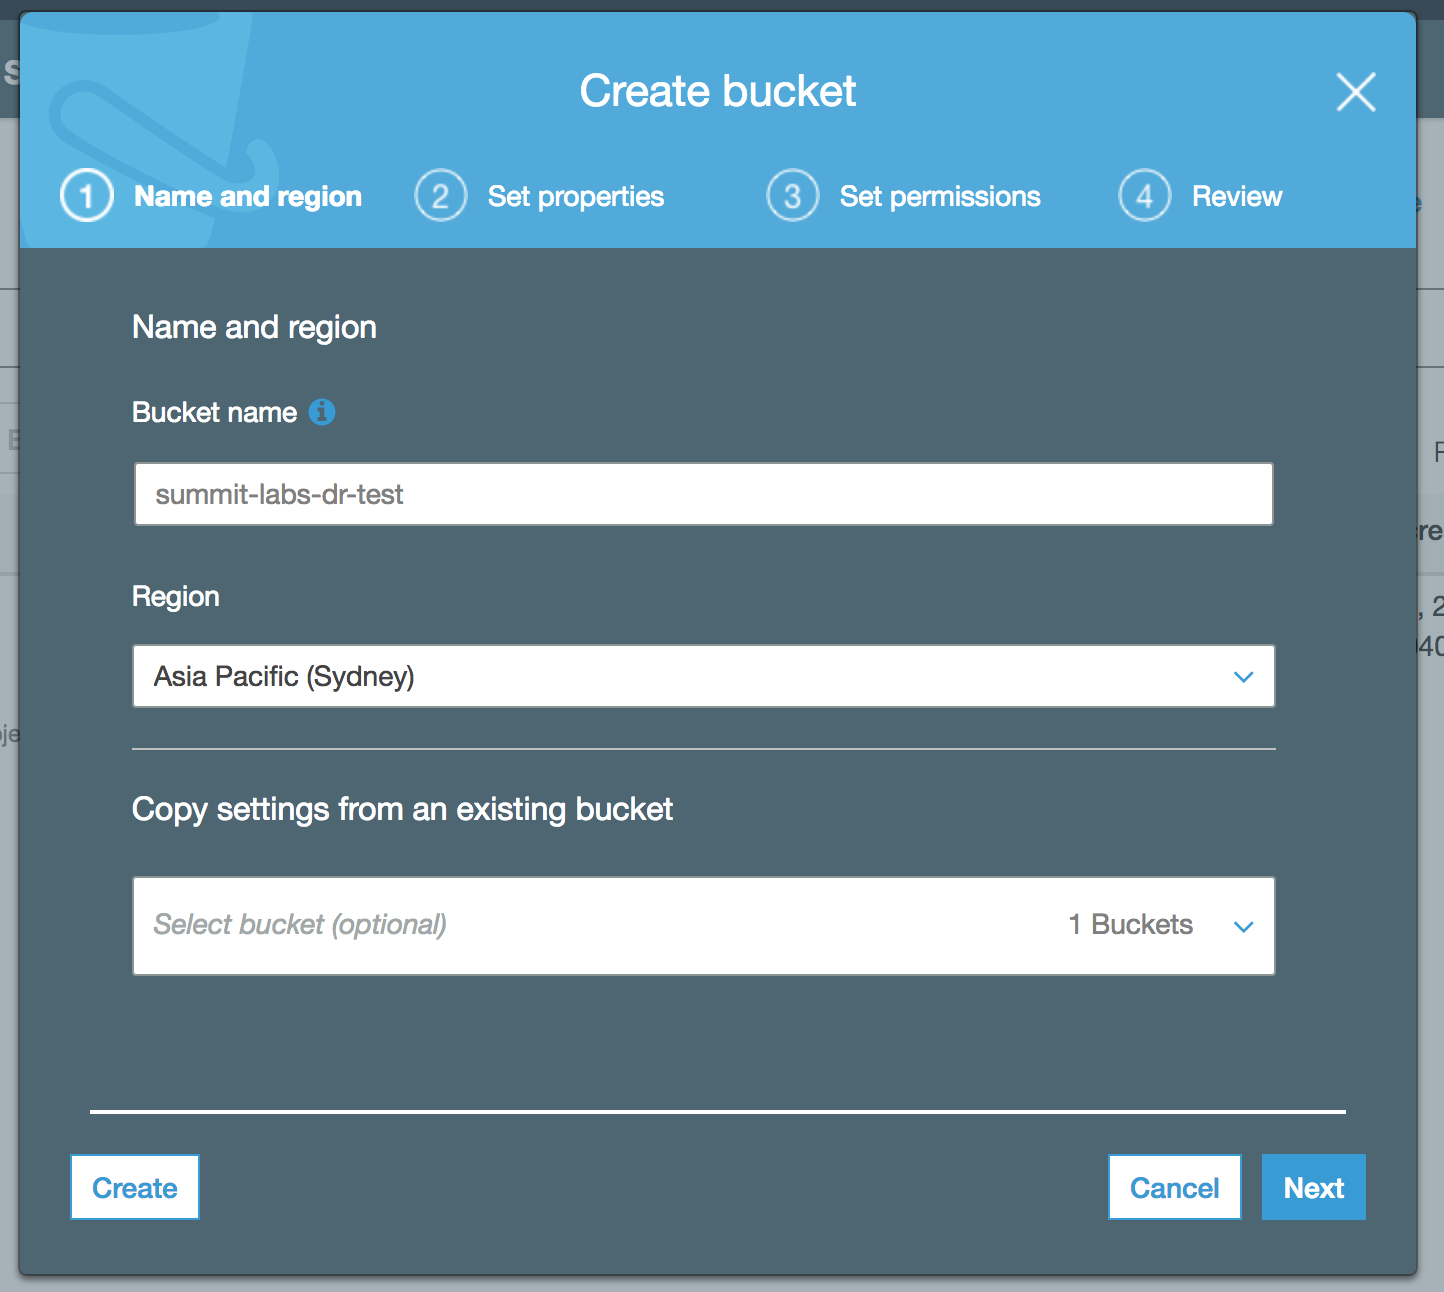 Create bucket
1 Name and region 2 Set properties 3 Set permissions 4 Review
Name and region
Bucket name
summit-labs-dr-test
Region
Asia Pacific (Sydney)
Copy settings from an existing bucket
Select bucket (optional) 1 Buckets
Create Cancel Next